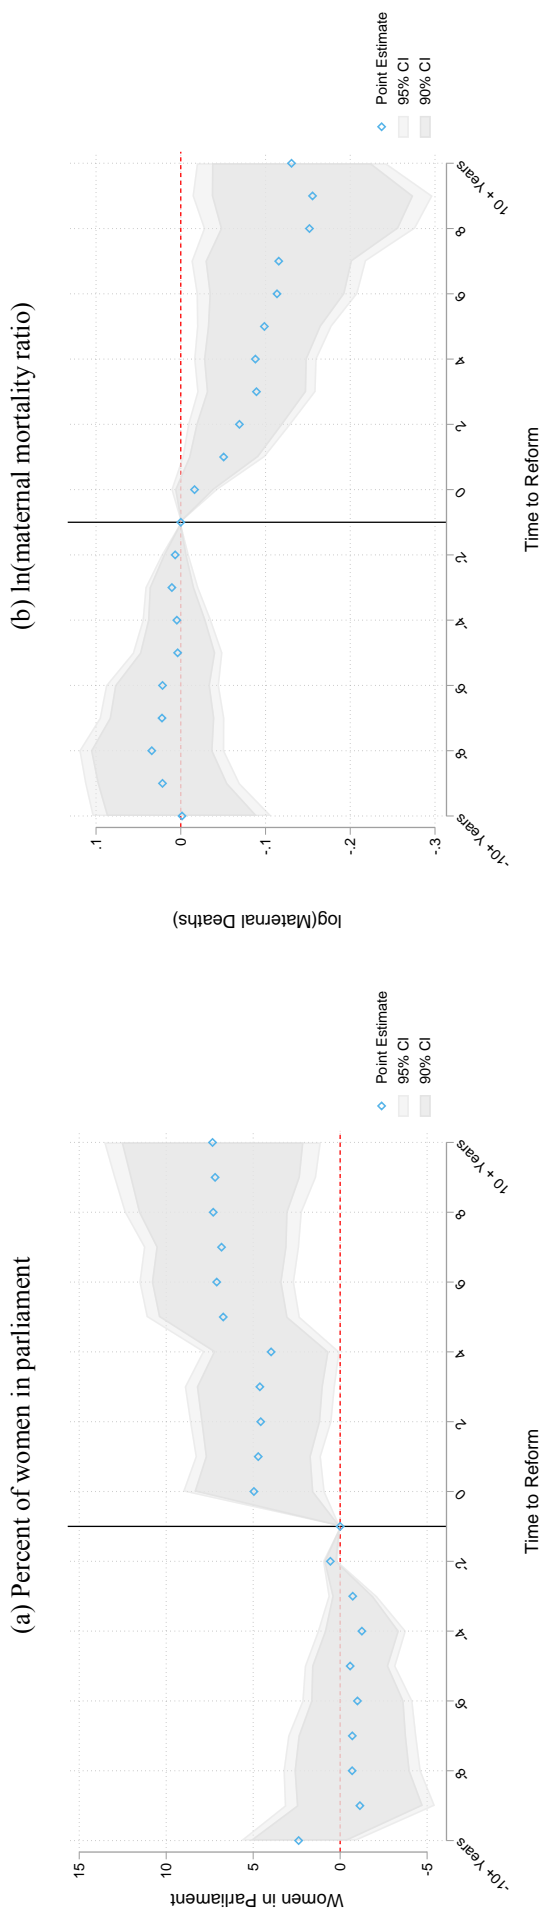 (a) Percent of women in parliament
Women in Parliament
15
10
5
0
-5
-10+ Years
-8
-6
-4
-2
0
2
4
6
8
10 + Years
Time to Reform
Point Estimate
95% CI
90% CI
(b) ln(maternal mortality ratio)
log(Maternal Deaths)
.1
0
-.1
-.2
-.3
-10+ Years
-8
-6
-4
-2
0
2
4
6
8
10 + Years
Time to Reform
Point Estimate
95% CI
90% CI